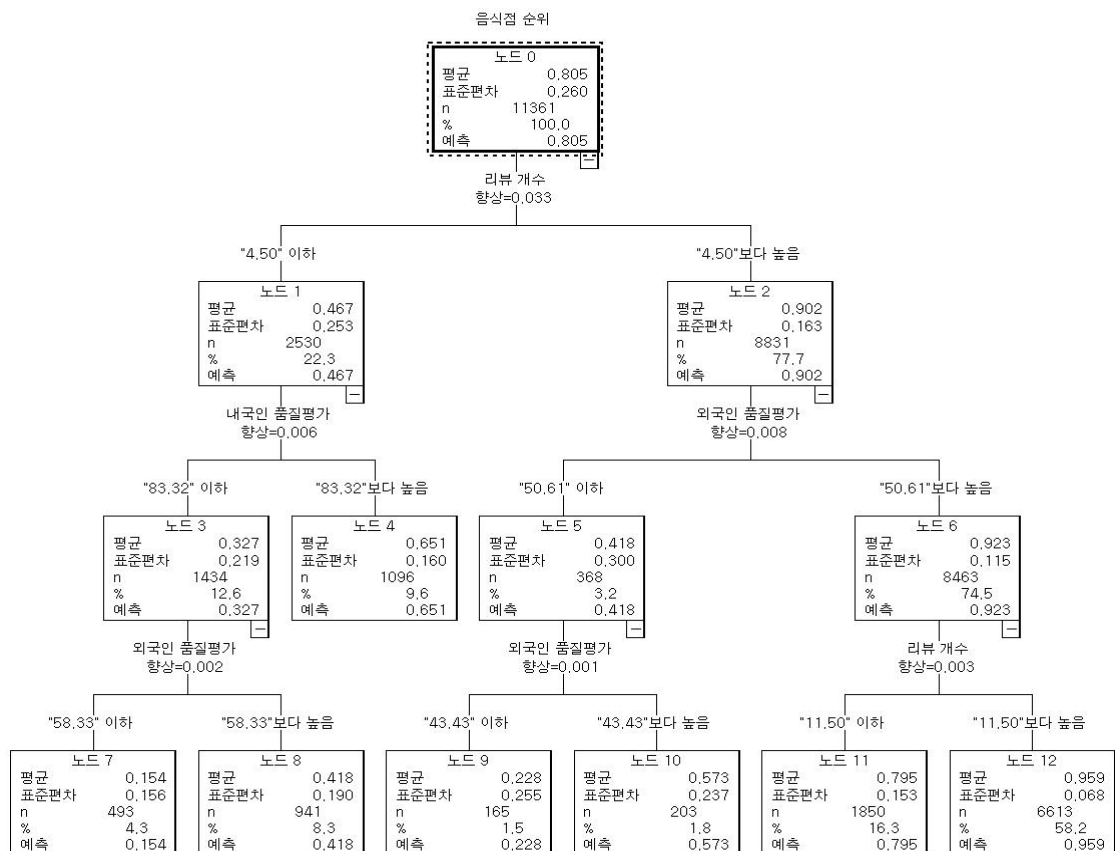 음식점 순위
노드 0
평균 0,805
표준편차 0,260
n 11361
% 100,0
예측 0,805
리뷰 개수
향상=0,033
"4,50" 이하
"4,50"보다 높음
노드 1
평균 0,467
표준편차 0,253
n 2530
% 22,3
예측 0,467
노드 2
평균 0,902
표준편차 0,163
n 8831
% 77,7
예측 0,902
내국인 품질평가
향상=0,006
외국인 품질평가
향상=0,008
"83,32" 이하
"83,32"보다 높음
"50,61" 이하
"50,61"보다 높음
노드 3
평균 0,327
표준편차 0,219
n 1434
% 12,6
예측 0,327
노드 4
평균 0,651
표준편차 0,160
n 1096
% 9,6
예측 0,651
노드 5
평균 0,418
표준편차 0,300
n 368
% 3,2
예측 0,418
노드 6
평균 0,923
표준편차 0,115
n 8463
% 74,5
예측 0,923
외국인 품질평가
향상=0,002
외국인 품질평가
향상=0,001
리뷰 개수
향상=0,003
"58,33" 이하
"58,33"보다 높음
"43,43" 이하
"43,43"보다 높음
"11,50" 이하
"11,50"보다 높음
노드 7
평균 0,154
표준편차 0,156
n 493
% 4,3
예측 0,154
노드 8
평균 0,418
표준편차 0,190
n 941
% 8,3
예측 0,418
노드 9
평균 0,228
표준편차 0,255
n 165
% 1,5
예측 0,228
노드 10
평균 0,573
표준편차 0,237
n 203
% 1,8
예측 0,573
노드 11
평균 0,795
표준편차 0,153
n 1850
% 16,3
예측 0,795
노드 12
평균 0,959
표준편차 0,068
n 6613
% 58,2
예측 0,959